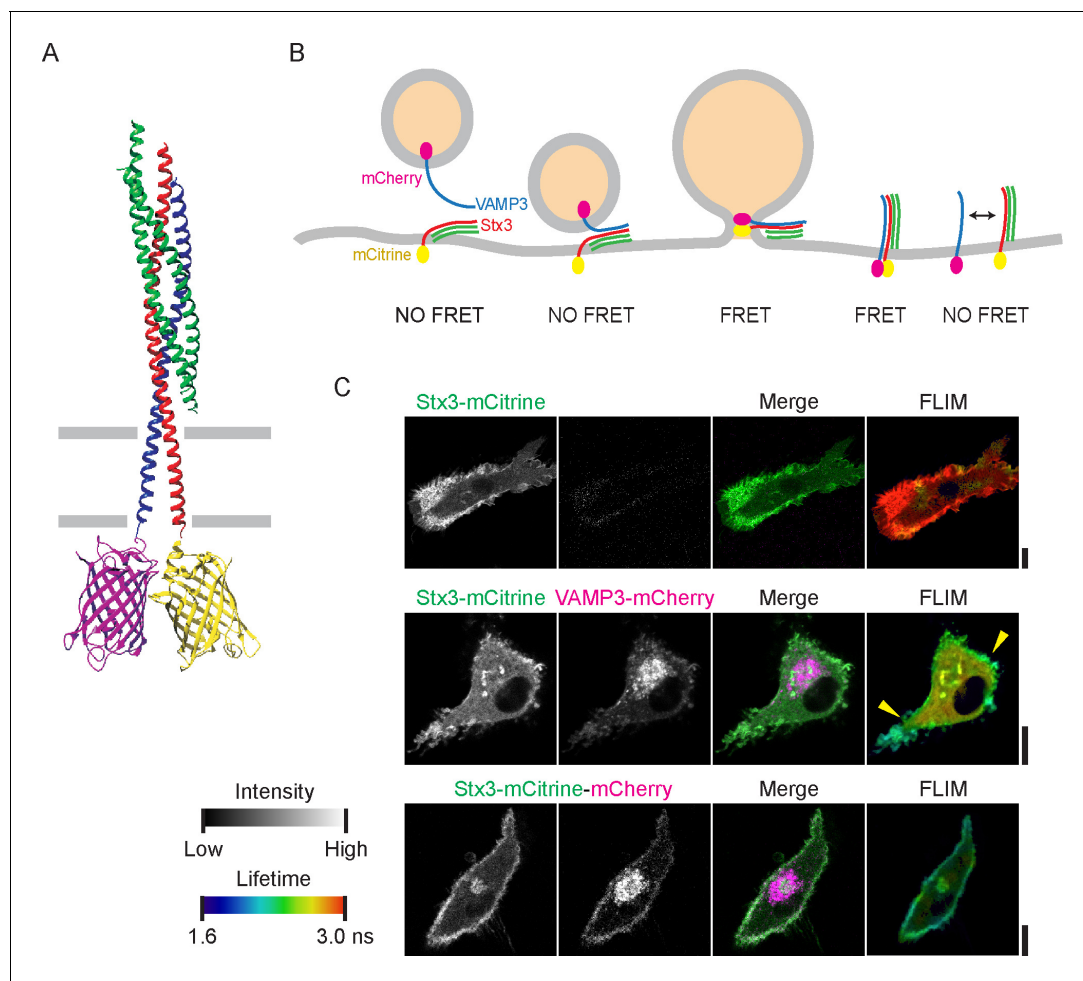 A
B
mCherry
VAMP3
Stx3
mCitrine
NO FRET NO FRET FRET FRET NO FRET
C
Stx3-mCitrine Merge FLIM
Stx3-mCitrine VAMP3-mCherry Merge FLIM
Stx3-mCitrine-mCherry Merge FLIM
Intensity
Low High
Lifetime
1.6 3.0 ns